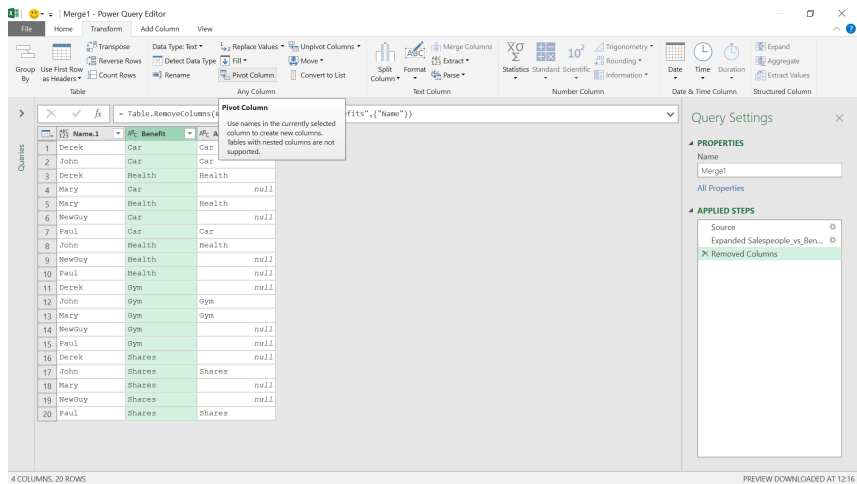 Merge1 - Power Query Editor
File Home Transform Add Column View
Group By
Use First Row as Headers
Transpose
Reverse Rows
Count Rows
Table
Data Type: Text
Detect Data Type
Rename
Replace Values
Fill
Pivot Column
Unpivot Columns
Move
Convert to List
Any Column
Split Column
Format
ABC
Merge Columns
Extract
Parse
Text Column
Statistics
Standard
Scientific
10²
Trigonometry
Rounding
Information
Number Column
Date
Time
Duration
Date & Time Column
Expand
Aggregate
Extract Values
Structured Column
Pivot Column
Use names in the currently selected
column to create new columns.
Tables with nested columns are not
supported.
fx = Table.RemoveColumns(# efits",{"Name"})
Queries
Name.1 Benefit A
1 Derek Car Car
2 John Car Car
3 Derek Health Health
4 Mary Car null
5 Mary Health Health
6 NewGuy Car null
7 Paul Car Car
8 John Health Health
9 NewGuy Health null
10 Paul Health null
11 Derek Gym null
12 John Gym Gym
13 Mary Gym Gym
14 NewGuy Gym null
15 Paul Gym null
16 Derek Shares null
17 John Shares Shares
18 Mary Shares null
19 NewGuy Shares null
20 Paul Shares Shares
Query Settings
PROPERTIES
Name
Merge1
All Properties
APPLIED STEPS
Source
Expanded Salespeople_vs_Ben...
Removed Columns
4 COLUMNS, 20 ROWS
PREVIEW DOWNLOADED AT 12:16